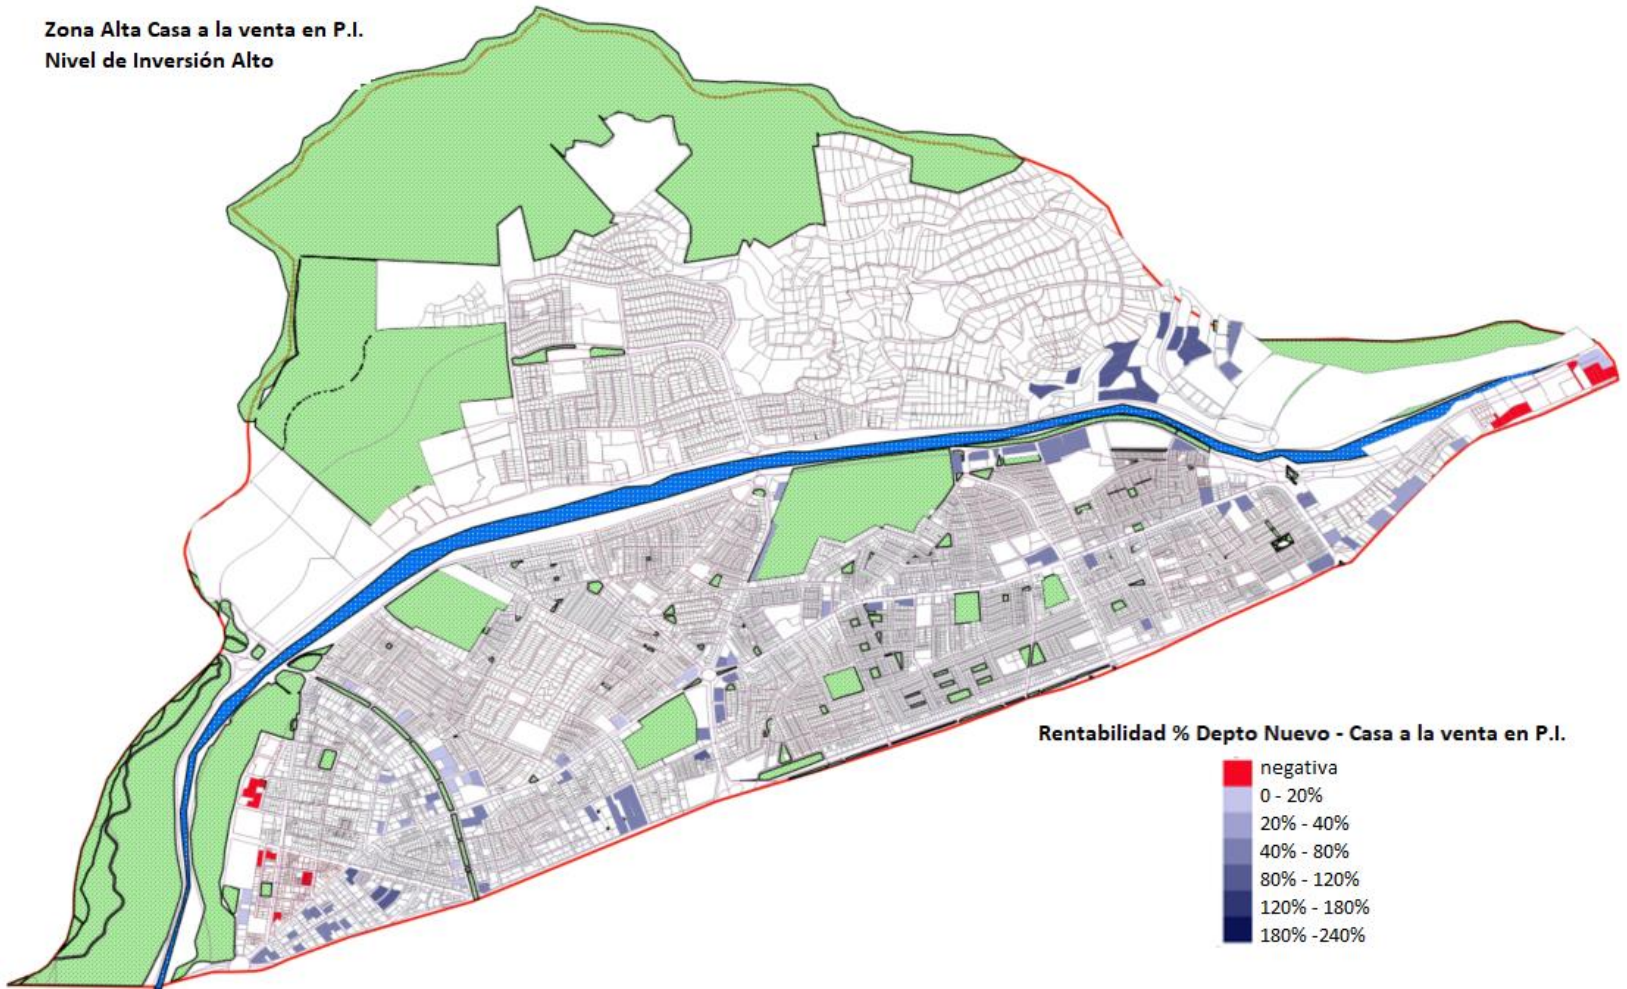 Zona Alta Casa a la venta en P.I.
Nivel de Inversión Alto
Rentabilidad % Depto Nuevo - Casa a la venta en P.I.
negativa
0 - 20%
20% - 40%
40% - 80%
80% - 120%
120% - 180%
180% -240%